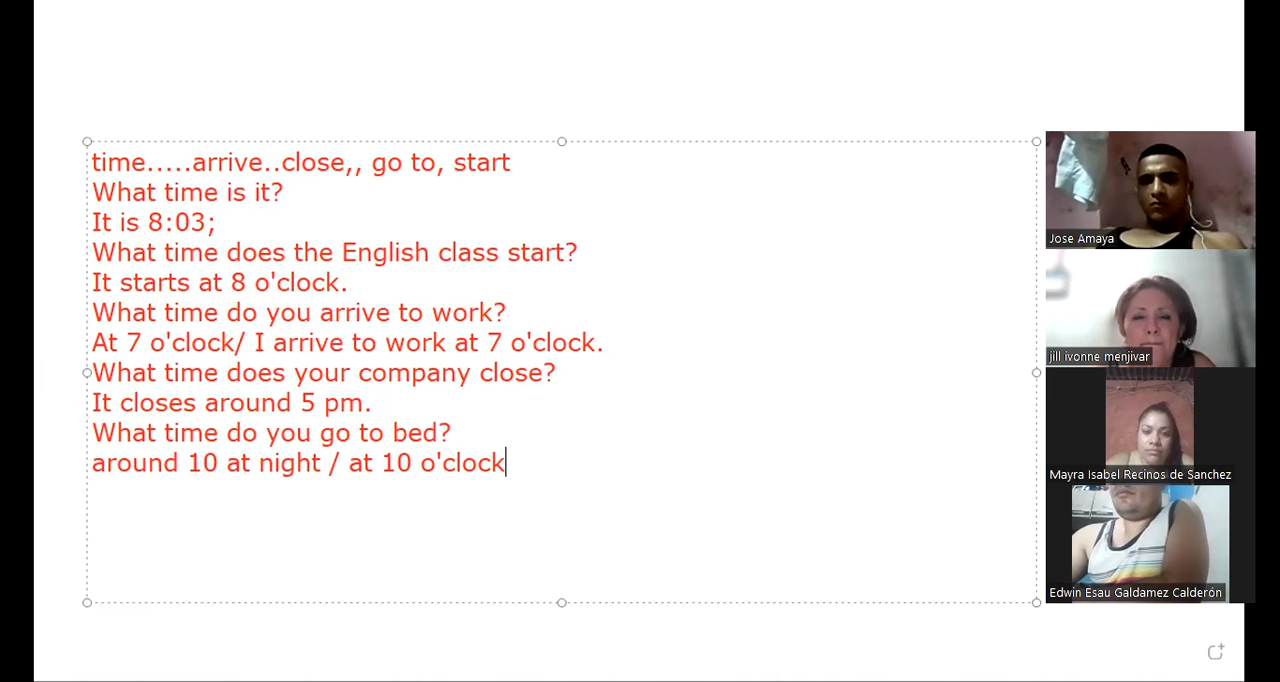 time.....arrive..close,, go to, start
What time is it?
It is 8:03;
What time does the English class start?
It starts at 8 o'clock.
What time do you arrive to work?
At 7 o'clock/ I arrive to work at 7 o'clock.
What time does your company close?
It closes around 5 pm.
What time do you go to bed?
around 10 at night / at 10 o'clock
Jose Amaya
jill ivonne menjivar
Mayra Isabel Recinos de Sanchez
Edwin Esau Galdamez Calderón